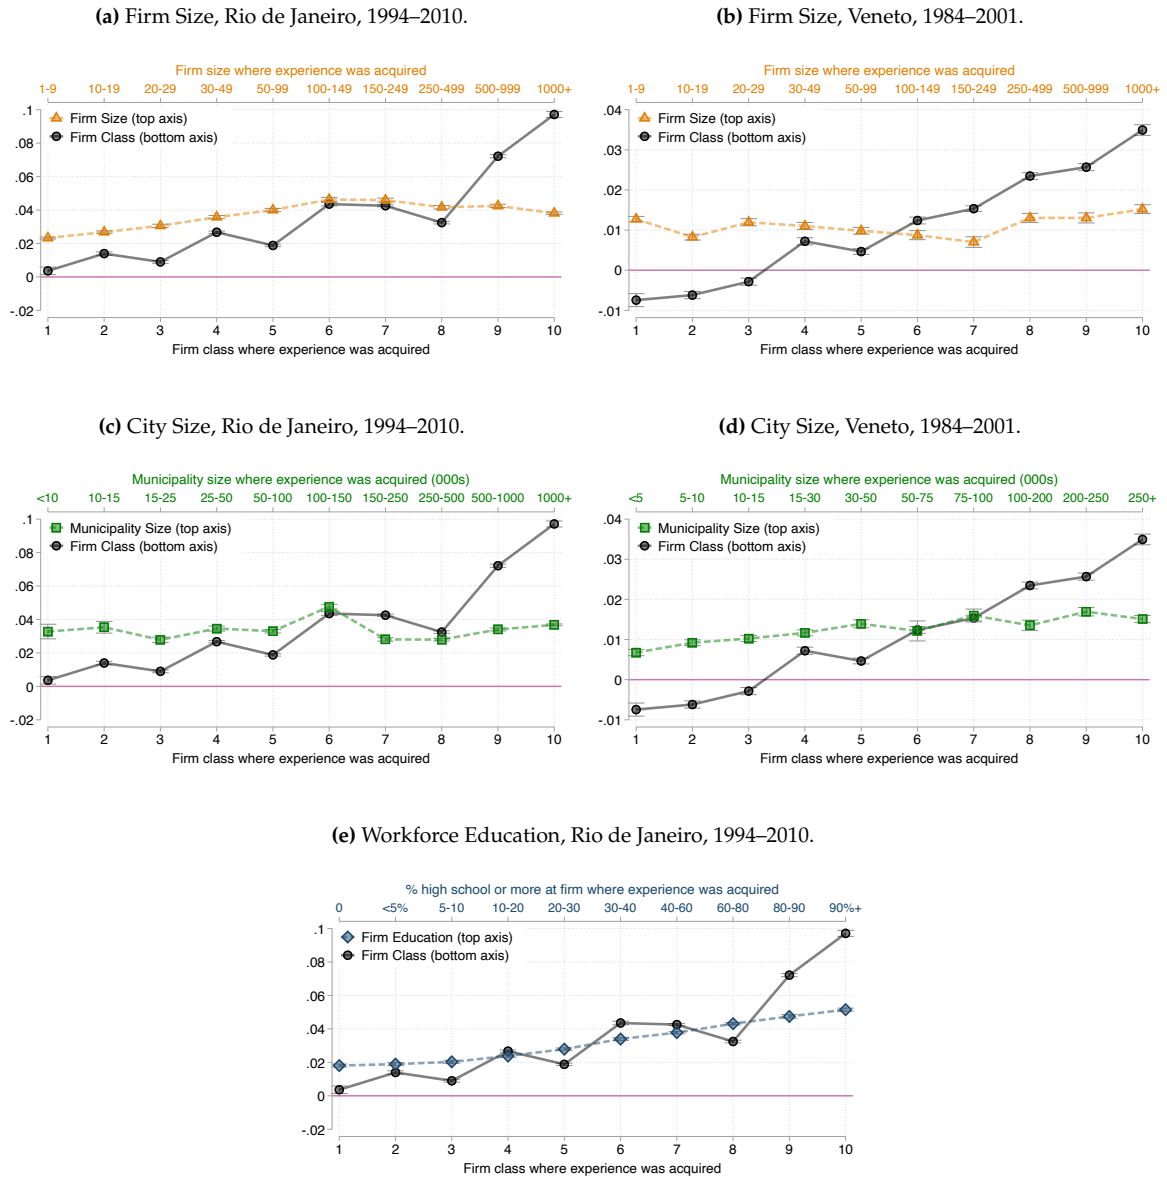 (a) Firm Size, Rio de Janeiro, 1994–2010.
Firm size where experience was acquired
1-9 10-19 20-29 30-49 50-99 100-149 150-249 250-499 500-999 1000+
Firm Size (top axis)
Firm Class (bottom axis)
.1
.08
.06
.04
.02
0
-.02
1 2 3 4 5 6 7 8 9 10
Firm class where experience was acquired
(b) Firm Size, Veneto, 1984–2001.
Firm size where experience was acquired
1-9 10-19 20-29 30-49 50-99 100-149 150-249 250-499 500-999 1000+
Firm Size (top axis)
Firm Class (bottom axis)
.04
.03
.02
.01
0
-.01
1 2 3 4 5 6 7 8 9 10
Firm class where experience was acquired
(c) City Size, Rio de Janeiro, 1994–2010.
Municipality size where experience was acquired (000s)
<10 10-15 15-25 25-50 50-100 100-150 150-250 250-500 500-1000 1000+
Municipality Size (top axis)
Firm Class (bottom axis)
.1
.08
.06
.04
.02
0
-.02
1 2 3 4 5 6 7 8 9 10
Firm class where experience was acquired
(d) City Size, Veneto, 1984–2001.
Municipality size where experience was acquired (000s)
<5 5-10 10-15 15-30 30-50 50-75 75-100 100-200 200-250 250+
Municipality Size (top axis)
Firm Class (bottom axis)
.04
.03
.02
.01
0
-.01
1 2 3 4 5 6 7 8 9 10
Firm class where experience was acquired
(e) Workforce Education, Rio de Janeiro, 1994–2010.
% high school or more at firm where experience was acquired
0 <5% 5-10 10-20 20-30 30-40 40-60 60-80 80-90 90%+
Firm Education (top axis)
Firm Class (bottom axis)
.1
.08
.06
.04
.02
0
-.02
1 2 3 4 5 6 7 8 9 10
Firm class where experience was acquired